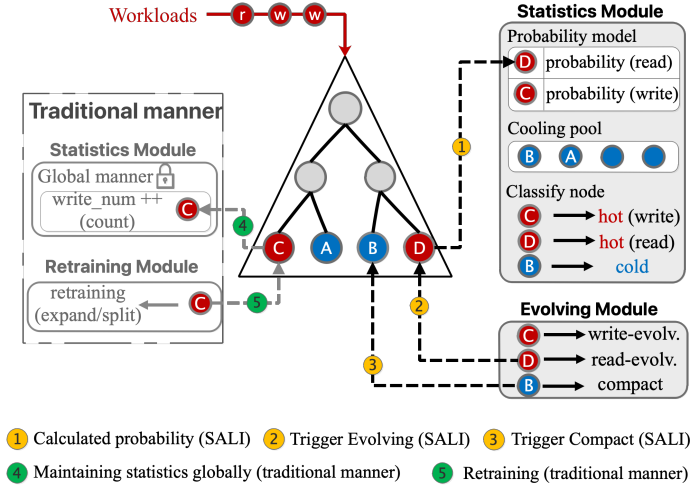 Workloads
r
w
w
Statistics Module
Probability model
D probability (read)
C probability (write)
Cooling pool
B
A
Classify node
C hot (write)
D hot (read)
B cold
1
Traditional manner
Statistics Module
Global manner
write_num ++
(count)
C
4
Retraining Module
retraining
(expand/split)
C
5
C
A
B
D
2
3
Evolving Module
C write-evolv.
D read-evolv.
B compact
1 Calculated probability (SALI)
2 Trigger Evolving (SALI)
3 Trigger Compact (SALI)
4 Maintaining statistics globally (traditional manner)
5 Retraining (traditional manner)